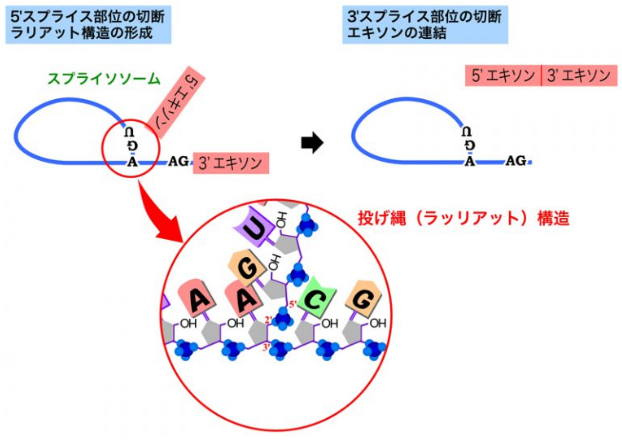 5'スプライス部位の切断
ラリアット構造の形成
3'スプライス部位の切断
エキソンの連結
スプライソソーム
5'エキソン
U
G
A
AG
3'エキソン
5'エキソン
3'エキソン
U
G
A
AG
投げ縄（ラッリアット）構造
U
OH
G
OH
A
A
C
G
5'
OH
OH
2'
OH
OH
3'